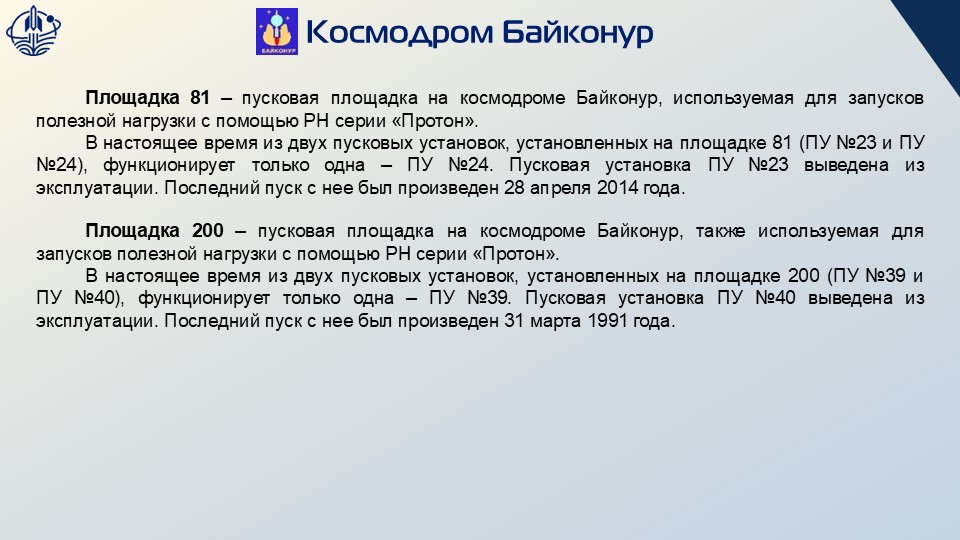 БАЙКОНУР
Космодром Байконур
Площадка 81 – пусковая площадка на космодроме Байконур, используемая для запусков
полезной нагрузки с помощью РН серии «Протон».
В настоящее время из двух пусковых установок, установленных на площадке 81 (ПУ №23 и ПУ
№24), функционирует только одна – ПУ №24. Пусковая установка ПУ №23 выведена из
эксплуатации. Последний пуск с нее был произведен 28 апреля 2014 года.
Площадка 200 – пусковая площадка на космодроме Байконур, также используемая для
запусков полезной нагрузки с помощью РН серии «Протон».
В настоящее время из двух пусковых установок, установленных на площадке 200 (ПУ №39 и
ПУ №40), функционирует только одна – ПУ №39. Пусковая установка ПУ №40 выведена из
эксплуатации. Последний пуск с нее был произведен 31 марта 1991 года.